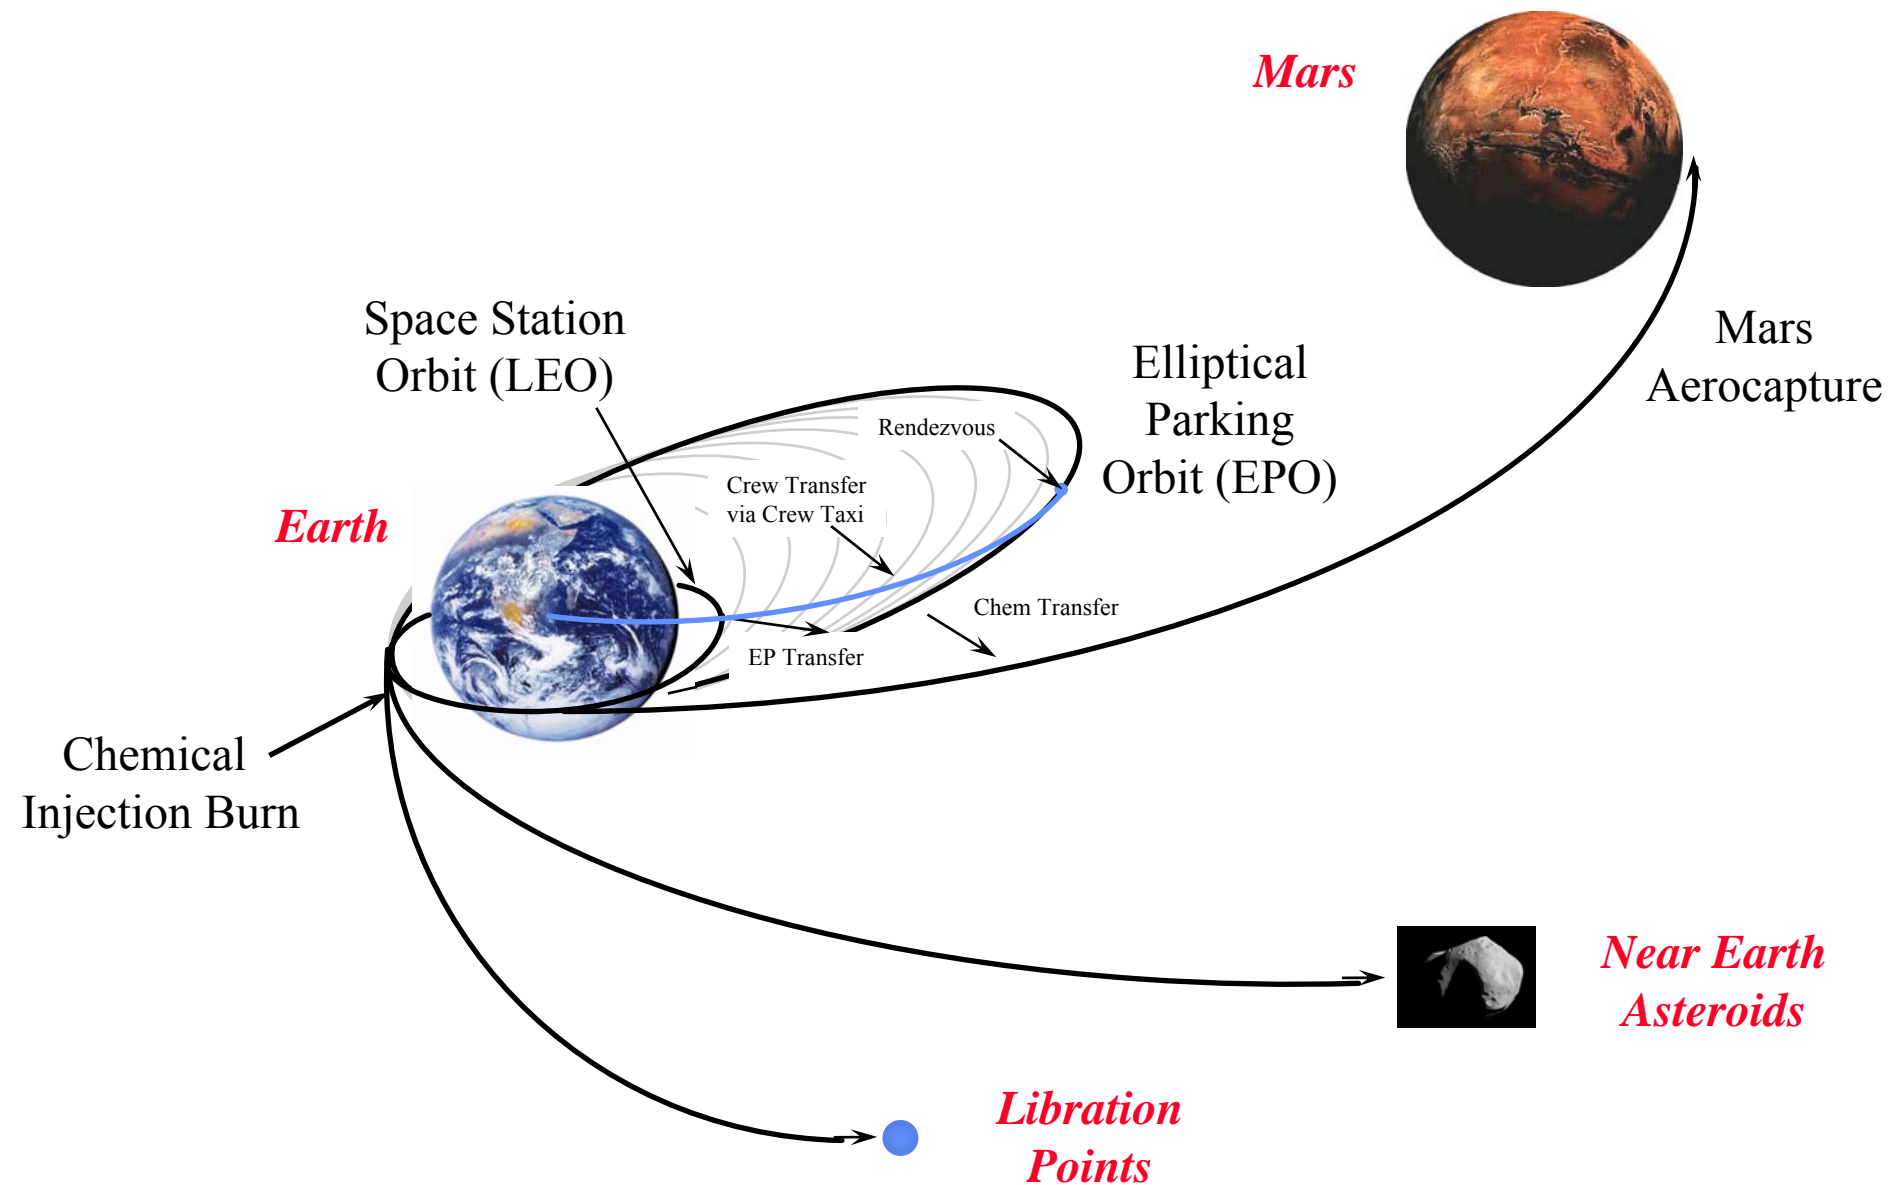 Mars
Space Station
Orbit (LEO)
Mars
Aerocapture
Elliptical
Parking
Orbit (EPO)
Rendezvous
Crew Transfer
via Crew Taxi
Earth
Chem Transfer
EP Transfer
Chemical
Injection Burn
Near Earth
Asteroids
Libration
Points